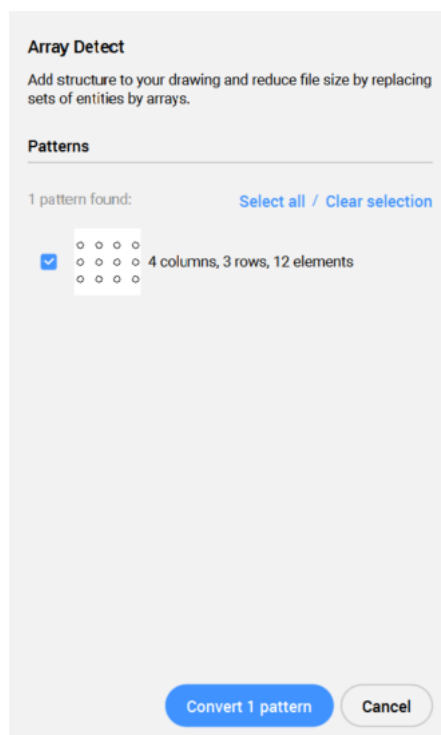 Array Detect
Add structure to your drawing and reduce file size by replacing
sets of entities by arrays.
Patterns
1 pattern found: Select all / Clear selection
4 columns, 3 rows, 12 elements
Convert 1 pattern Cancel